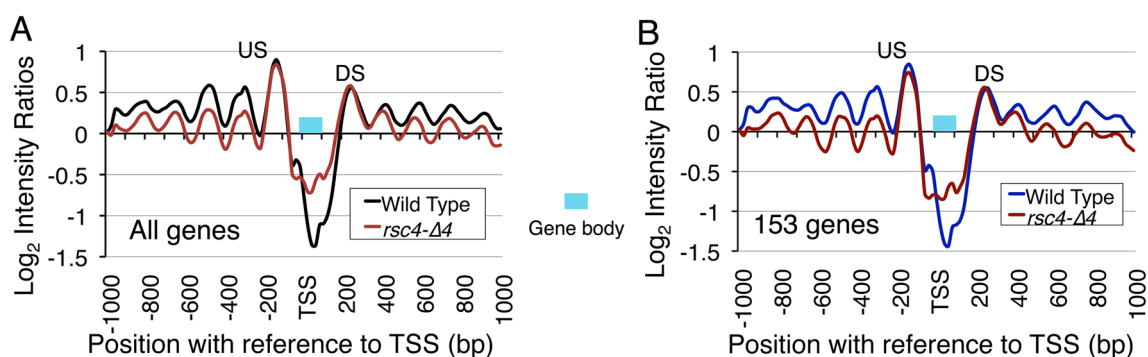 A
US
DS
1
0.5
0
-0.5
-1
-1.5
Log2 Intensity Ratios
Wild Type
rsc4-Δ4
All genes
-1000
-800
-600
-400
-200
TSS
200
400
600
800
1000
Position with reference to TSS (bp)
Gene body
B
US
DS
1
0.5
0
-0.5
-1
-1.5
Log2 Intensity Ratio
Wild Type
rsc4-Δ4
153 genes
-1000
-800
-600
-400
-200
TSS
200
400
600
800
1000
Position with reference to TSS (bp)